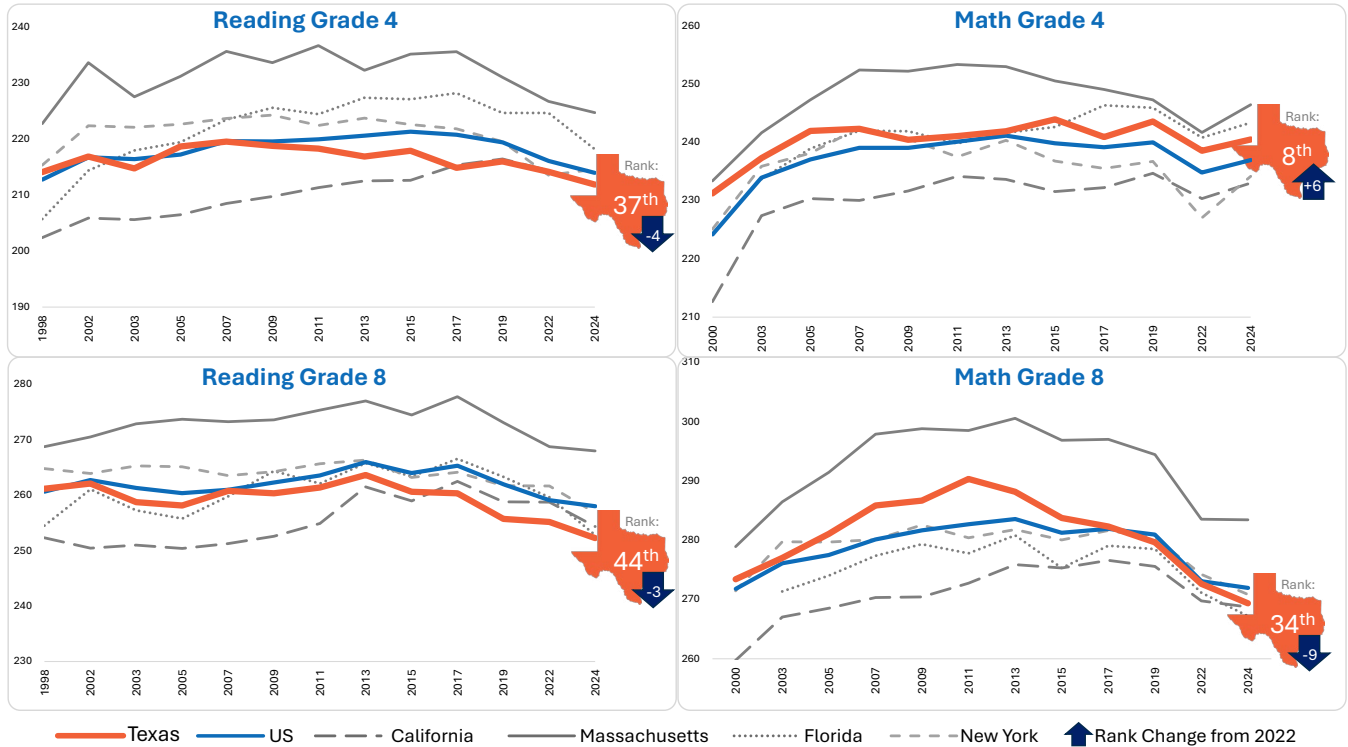 Reading Grade 4
240
230
220
210
200
190
1998 2002 2003 2005 2007 2009 2011 2013 2015 2017 2019 2022 2024
Rank:
37th
-4
Math Grade 4
260
250
240
230
220
210
2000 2003 2005 2007 2009 2011 2013 2015 2017 2019 2022 2024
Rank:
8th
+6
Reading Grade 8
280
270
260
250
240
230
1998 2002 2003 2005 2007 2009 2011 2013 2015 2017 2019 2022 2024
Rank:
44th
-3
Math Grade 8
310
300
290
280
270
260
2000 2003 2005 2007 2009 2011 2013 2015 2017 2019 2022 2024
Rank:
34th
-9
Texas US California Massachusetts Florida New York Rank Change from 2022